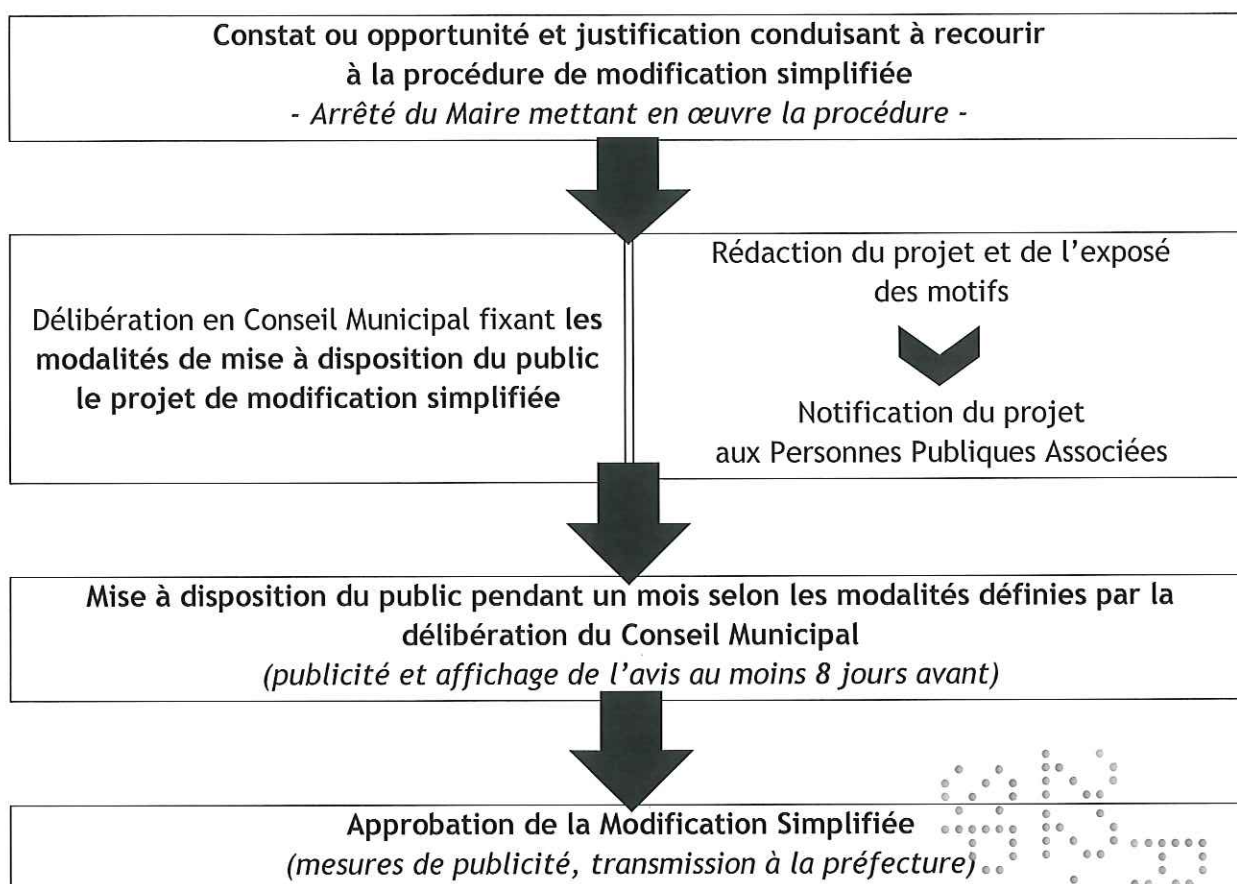 Constat ou opportunité et justification conduisant à recourir
à la procédure de modification simplifiée
- Arrêté du Maire mettant en œuvre la procédure -
Délibération en Conseil Municipal fixant les
modalités de mise à disposition du public
le projet de modification simplifiée
Rédaction du projet et de l'exposé
des motifs
Notification du projet
aux Personnes Publiques Associées
Mise à disposition du public pendant un mois selon les modalités définies par la
délibération du Conseil Municipal
(publicité et affichage de l'avis au moins 8 jours avant)
Approbation de la Modification Simplifiée
(mesures de publicité, transmission à la préfecture)